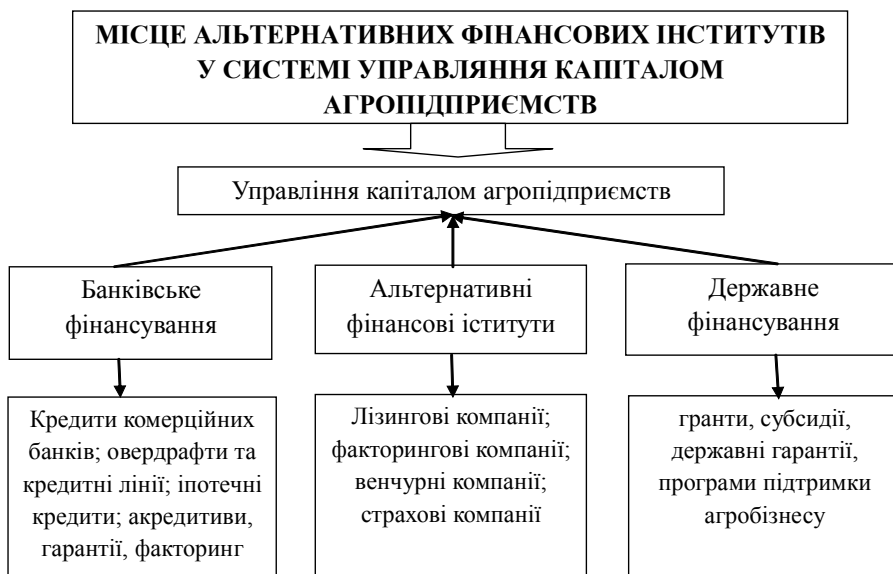 МІСЦЕ АЛЬТЕРНАТИВНИХ ФІНАНСОВИХ ІНСТИТУТІВ
У СИСТЕМІ УПРАВЛЯННЯ КАПІТАЛОМ
АГРОПІДПРИЄМСТВ
Управління капіталом агропідприємств
Банківське
фінансування
Альтернативні
фінансові іститути
Державне
фінансування
Кредити комерційних
банків; овердрафти та
кредитні лінії; іпотечні
кредити; акредитиви,
гарантії, факторинг
Лізингові компанії;
факторингові компанії;
венчурні компанії;
страхові компанії
гранти, субсидії,
державні гарантії,
програми підтримки
агробізнесу